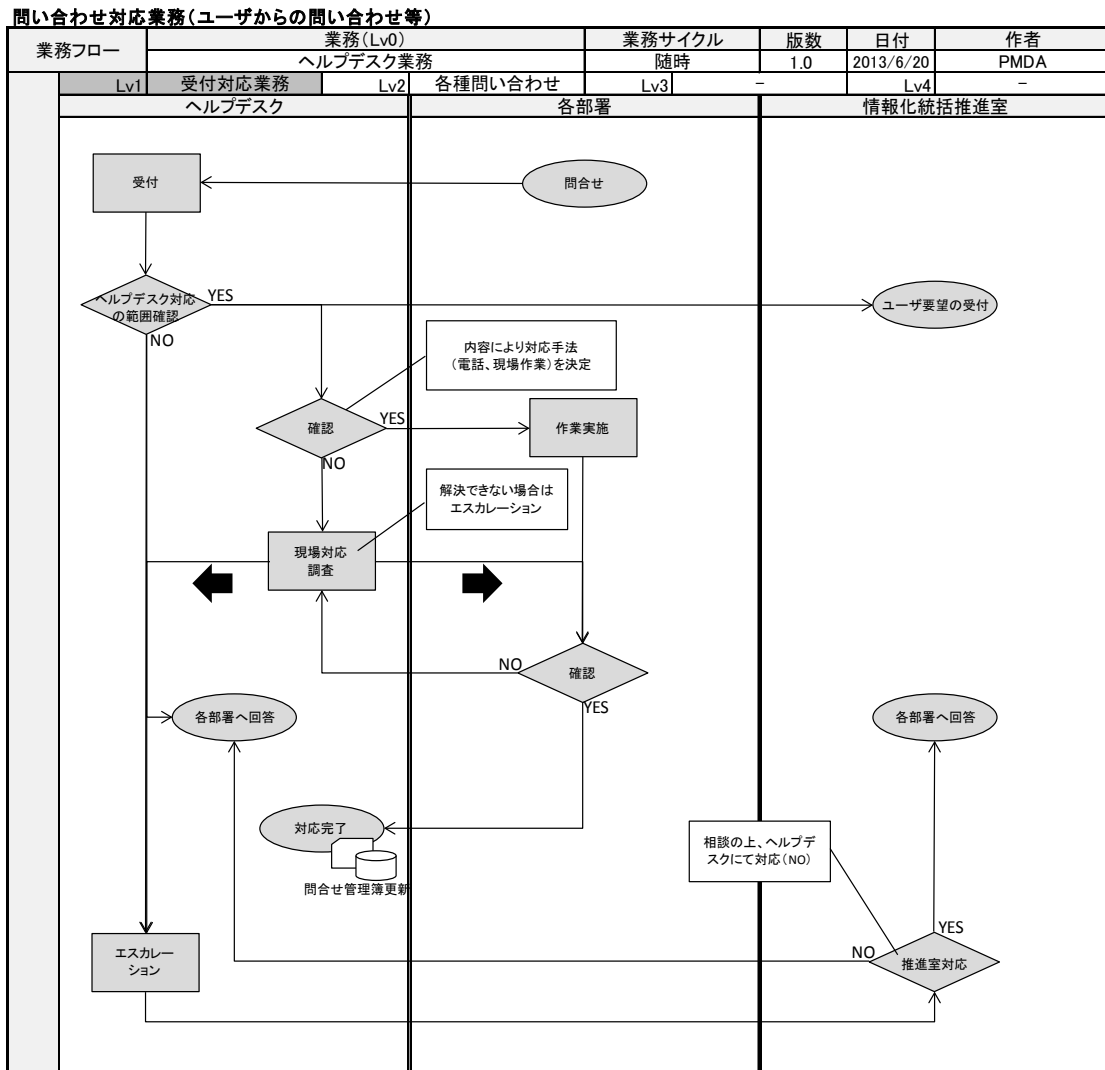 問い合わせ対応業務(ユーザからの問い合わせ等)
業務フロー
業務(Lv0)
業務サイクル
版数
日付
作者
ヘルプデスク業務
随時
1.0
2013/6/20
PMDA
Lv1
受付対応業務
Lv2
各種問い合わせ
Lv3
-
Lv4
-
ヘルプデスク
各部署
情報化統括推進室
受付
問合せ
ヘルプデスク対応
の範囲確認
YES
NO
ユーザ要望の受付
内容により対応手法
(電話、現場作業)を決定
確認
YES
NO
作業実施
解決できない場合は
エスカレーション
現場対応
調査
NO
確認
YES
各部署へ回答
各部署へ回答
対応完了
問合せ管理簿更新
相談の上、ヘルプデ
スクにて対応(NO)
エスカレー
ション
YES
NO
推進室対応